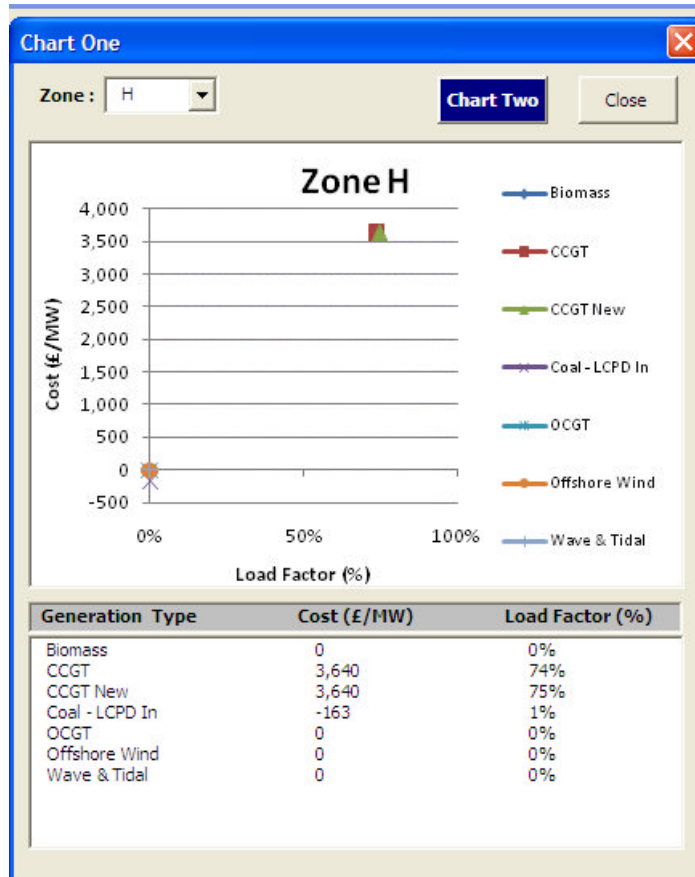 Chart One
Zone : H
Chart Two
Close
Zone H
4,000
3,500
3,000
2,500
2,000
1,500
1,000
500
0
-500
Cost (£/MW)
0% 50% 100%
Load Factor (%)
Biomass
CCGT
CCGT New
Coal - LCPD In
OCGT
Offshore Wind
Wave & Tidal
Generation Type Cost (£/MW) Load Factor (%)
Biomass 0 0%
CCGT 3,640 74%
CCGT New 3,640 75%
Coal - LCPD In -163 1%
OCGT 0 0%
Offshore Wind 0 0%
Wave & Tidal 0 0%